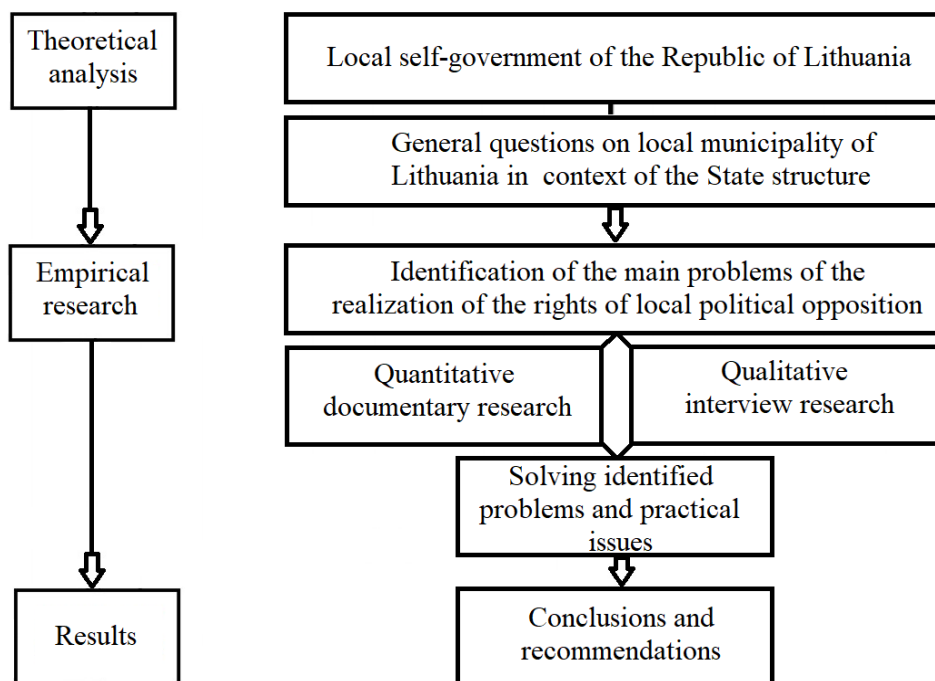 Theoretical
analysis
Local self-government of the Republic of Lithuania
General questions on local municipality of
Lithuania in context of the State structure
Empirical
research
Identification of the main problems of the
realization of the rights of local political opposition
Quantitative
documentary research
Qualitative
interview research
Solving identified
problems and practical
issues
Results
Conclusions and
recommendations